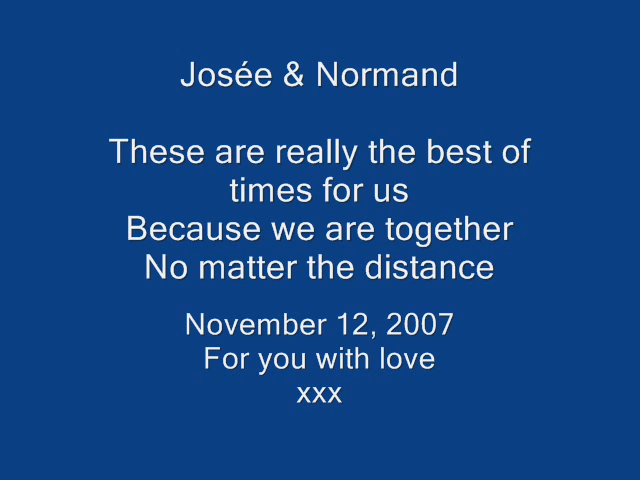 Josée & Normand
These are really the best of
times for us
Because we are together
No matter the distance
November 12, 2007
For you with love
xxx